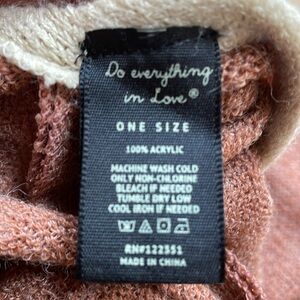 Do everything
in Love®
ONE SIZE
100% ACRYLIC
MACHINE WASH COLD
ONLY NON-CHLORINE
BLEACH IF NEEDED
TUMBLE DRY LOW
COOL IRON IF NEEDED
RN#122551
MADE IN CHINA